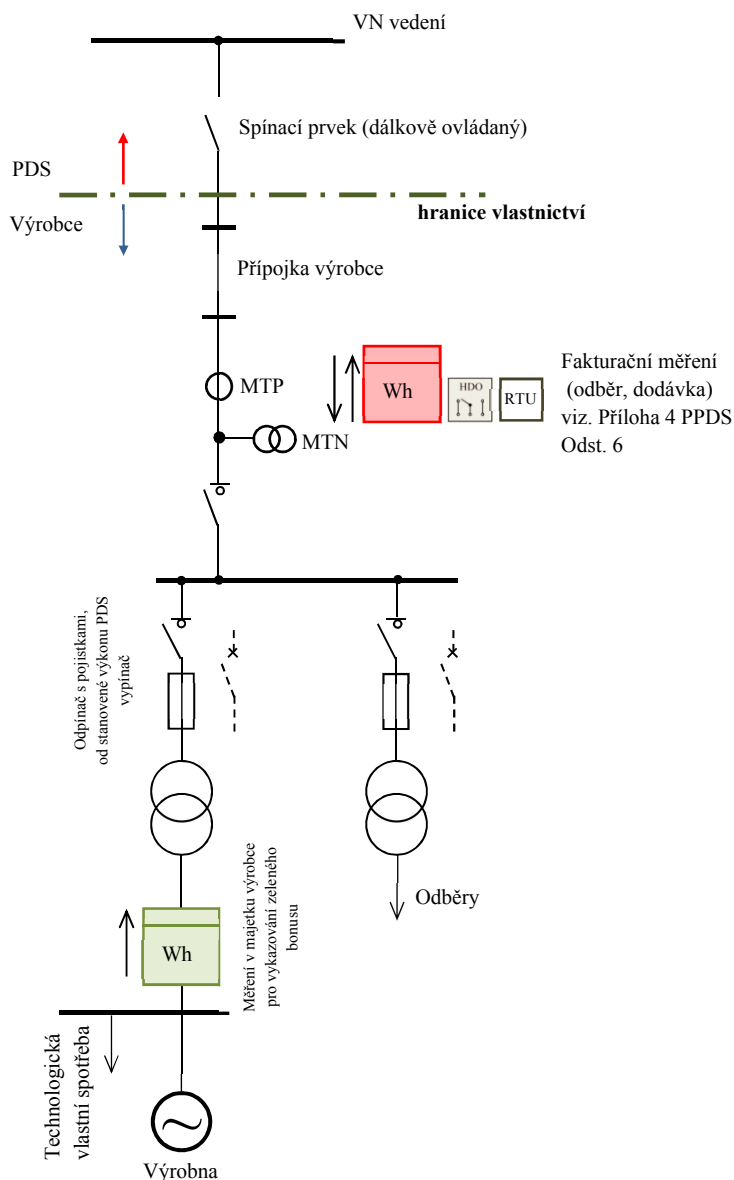 VN vedení
Spínací prvek (dálkově ovládaný)
PDS
hranice vlastnictví
Výrobce
Přípojka výrobce
MTP
Wh
HDO
RTU
Fakturační měření
(odběr, dodávka)
viz. Příloha 4 PPDS
Odst. 6
MTN
Odpínač s pojistkami,
od stanovené výkonu PDS
vypínač
Odběry
Wh
Měření v majetku výrobce
pro vykazování zeleného
bonusu
Technologická
vlastní spotřeba
Výrobna